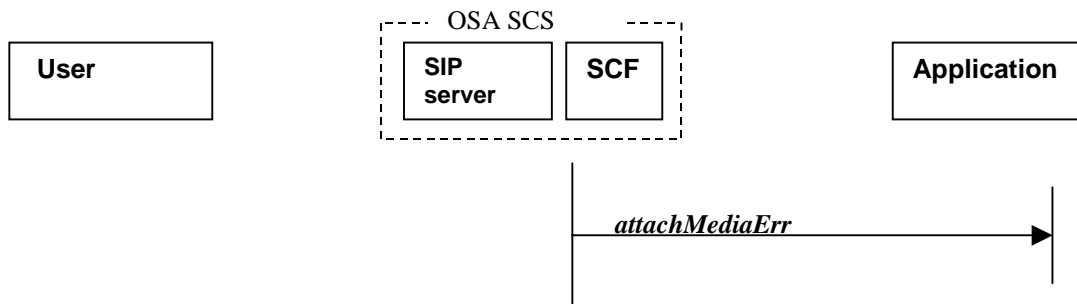 OSA SCS
User
SIP
server
SCF
Application
attachMediaErr